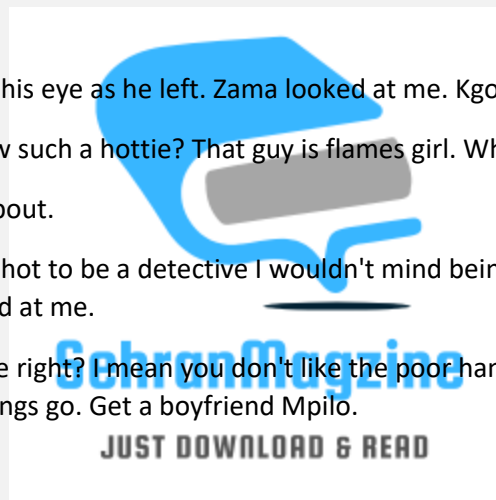 his eye as he left. Zama looked at me. Kgo
w such a hottie? That guy is flames girl. Wh
bout.
hot to be a detective I wouldn't mind bein
d at me.
e right? I mean you don't like the poor han
GehranMagzine
ngs go. Get a boyfriend Mpilo.
JUST DOWNLOAD & READ